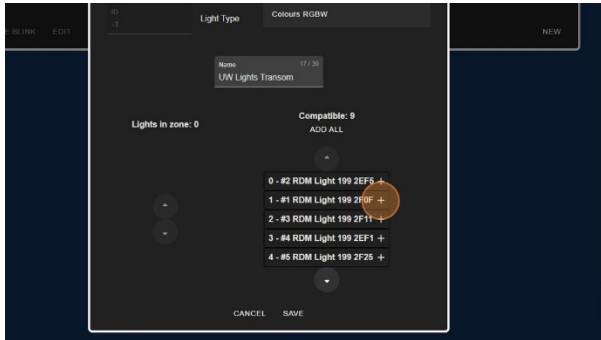 ID
-1
Light Type
Colours RGBW
E BLINK EDIT
NEW
Name
17 / 30
UW Lights Transom
Lights in zone: 0
Compatible: 9
ADD ALL
0 - #2 RDM Light 199 2EF5 +
1 - #1 RDM Light 199 2F0F +
2 - #3 RDM Light 199 2F11 +
3 - #4 RDM Light 199 2EF1 +
4 - #5 RDM Light 199 2F25 +
CANCEL SAVE